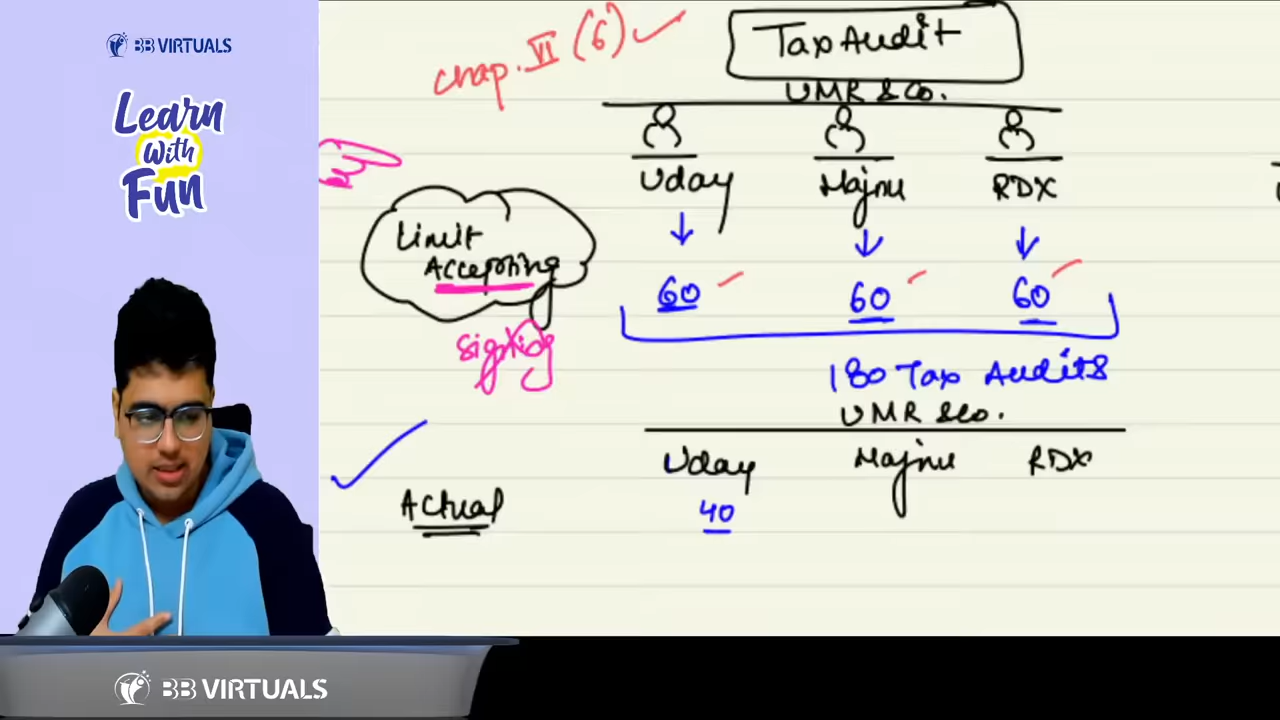 BB VIRTUALS
Learn
With
Fun
Chap. VI (6) ✓
Tax Audit
UMR & Co.
Uday Majnu RDX
↓ ↓ ↓
60 60 60
Limit
Accepting
signing
180 Tax Audits
UMR & Co.
Uday Majnu RDX
Actual 40
BB VIRTUALS